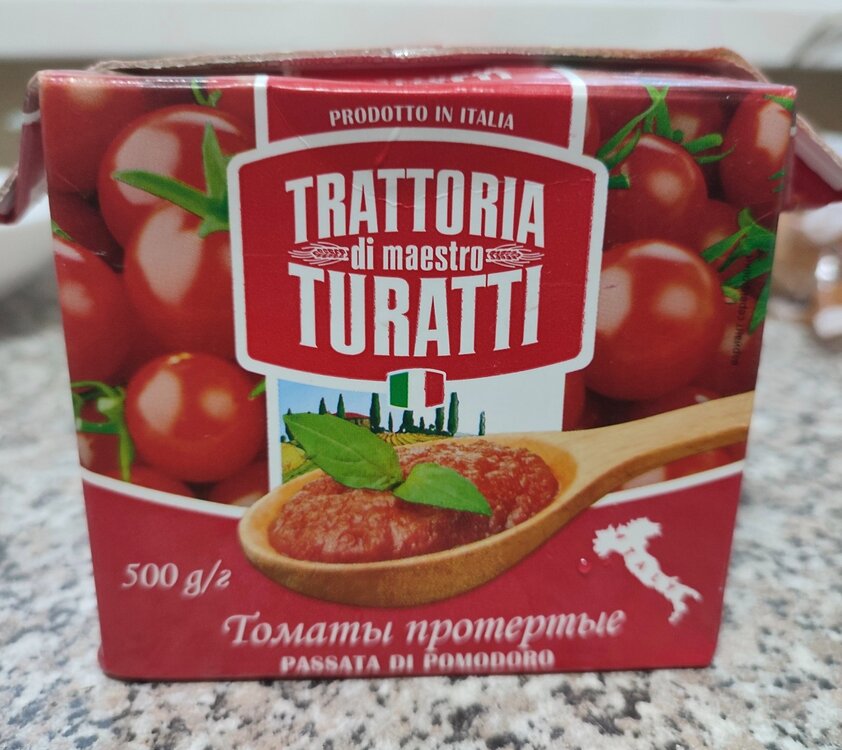 PRODOTTO IN ITALIA
TRATTORIA
di maestro
TURATTI
500 g/г
Томаты протертые
PASSATA DI POMODORO